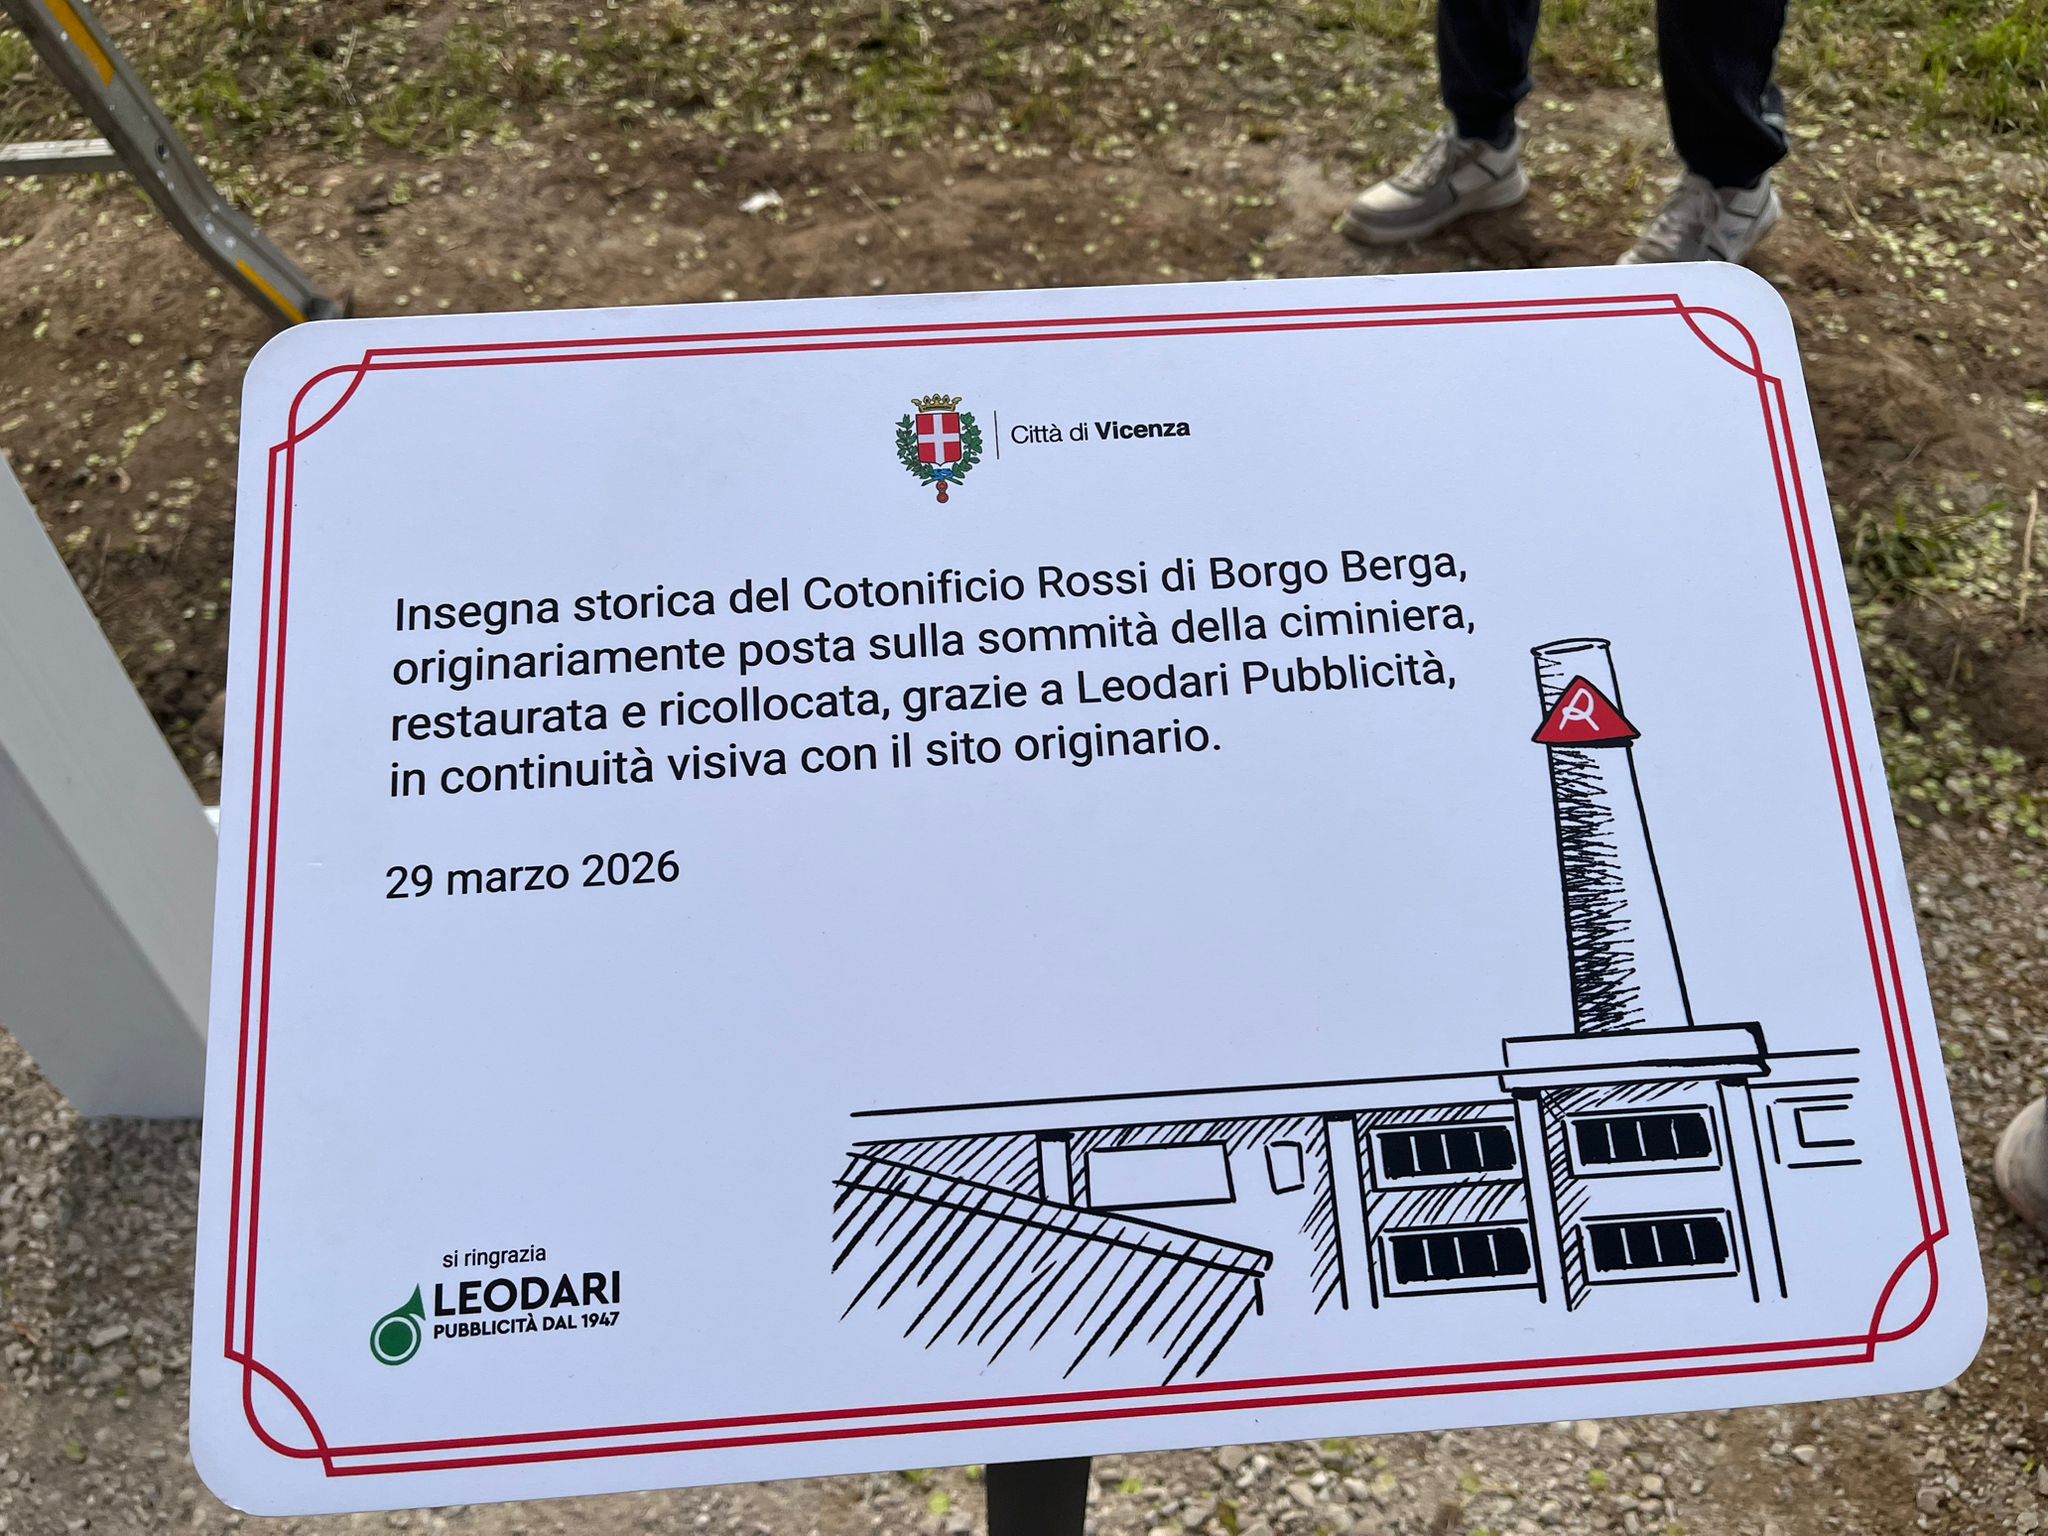 Città di Vicenza
Insegna storica del Cotonificio Rossi di Borgo Berga,
originariamente posta sulla sommità della ciminiera,
restaurata e ricollocata, grazie a Leodari Pubblicità,
in continuità visiva con il sito originario.
29 marzo 2026
R
si ringrazia
LEODARI
PUBBLICITÀ DAL 1947